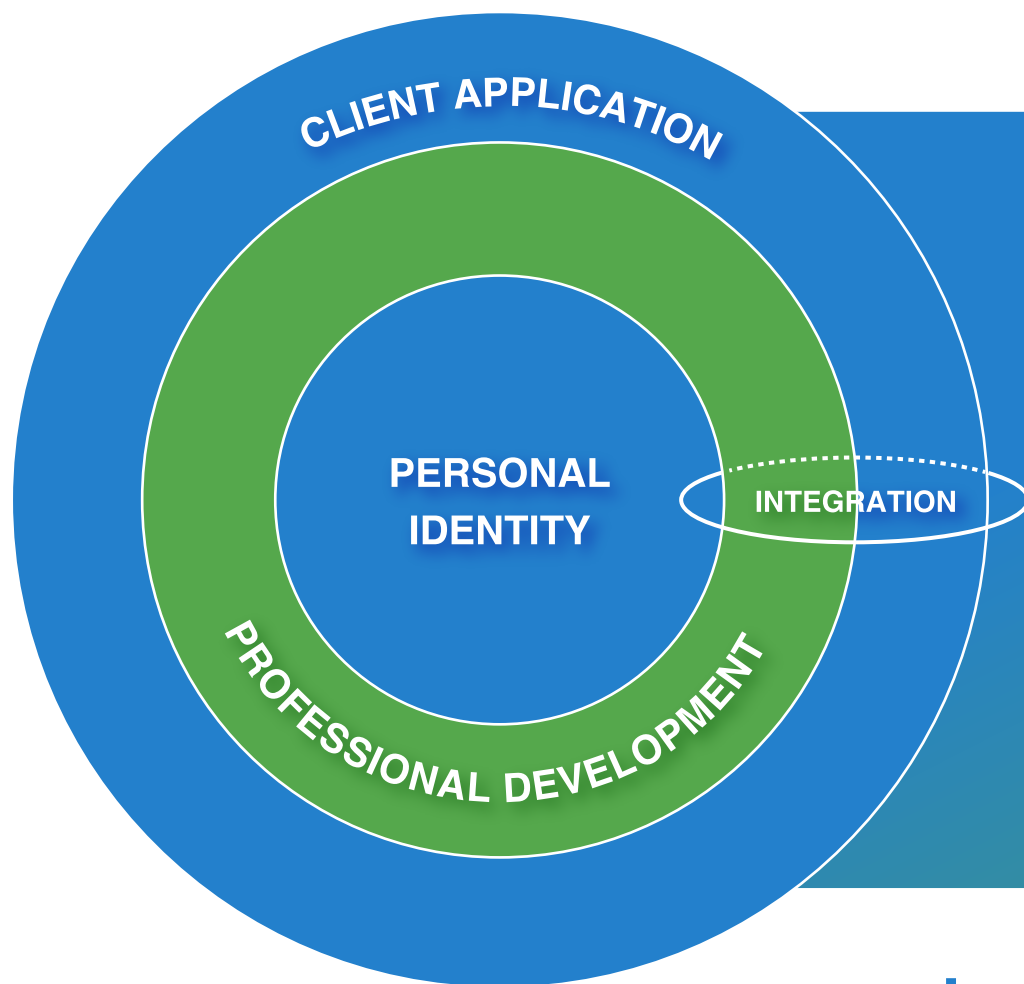 CLIENT APPLICATION
PERSONAL
IDENTITY
INTEGRATION
PROFESSIONAL DEVELOPMENT